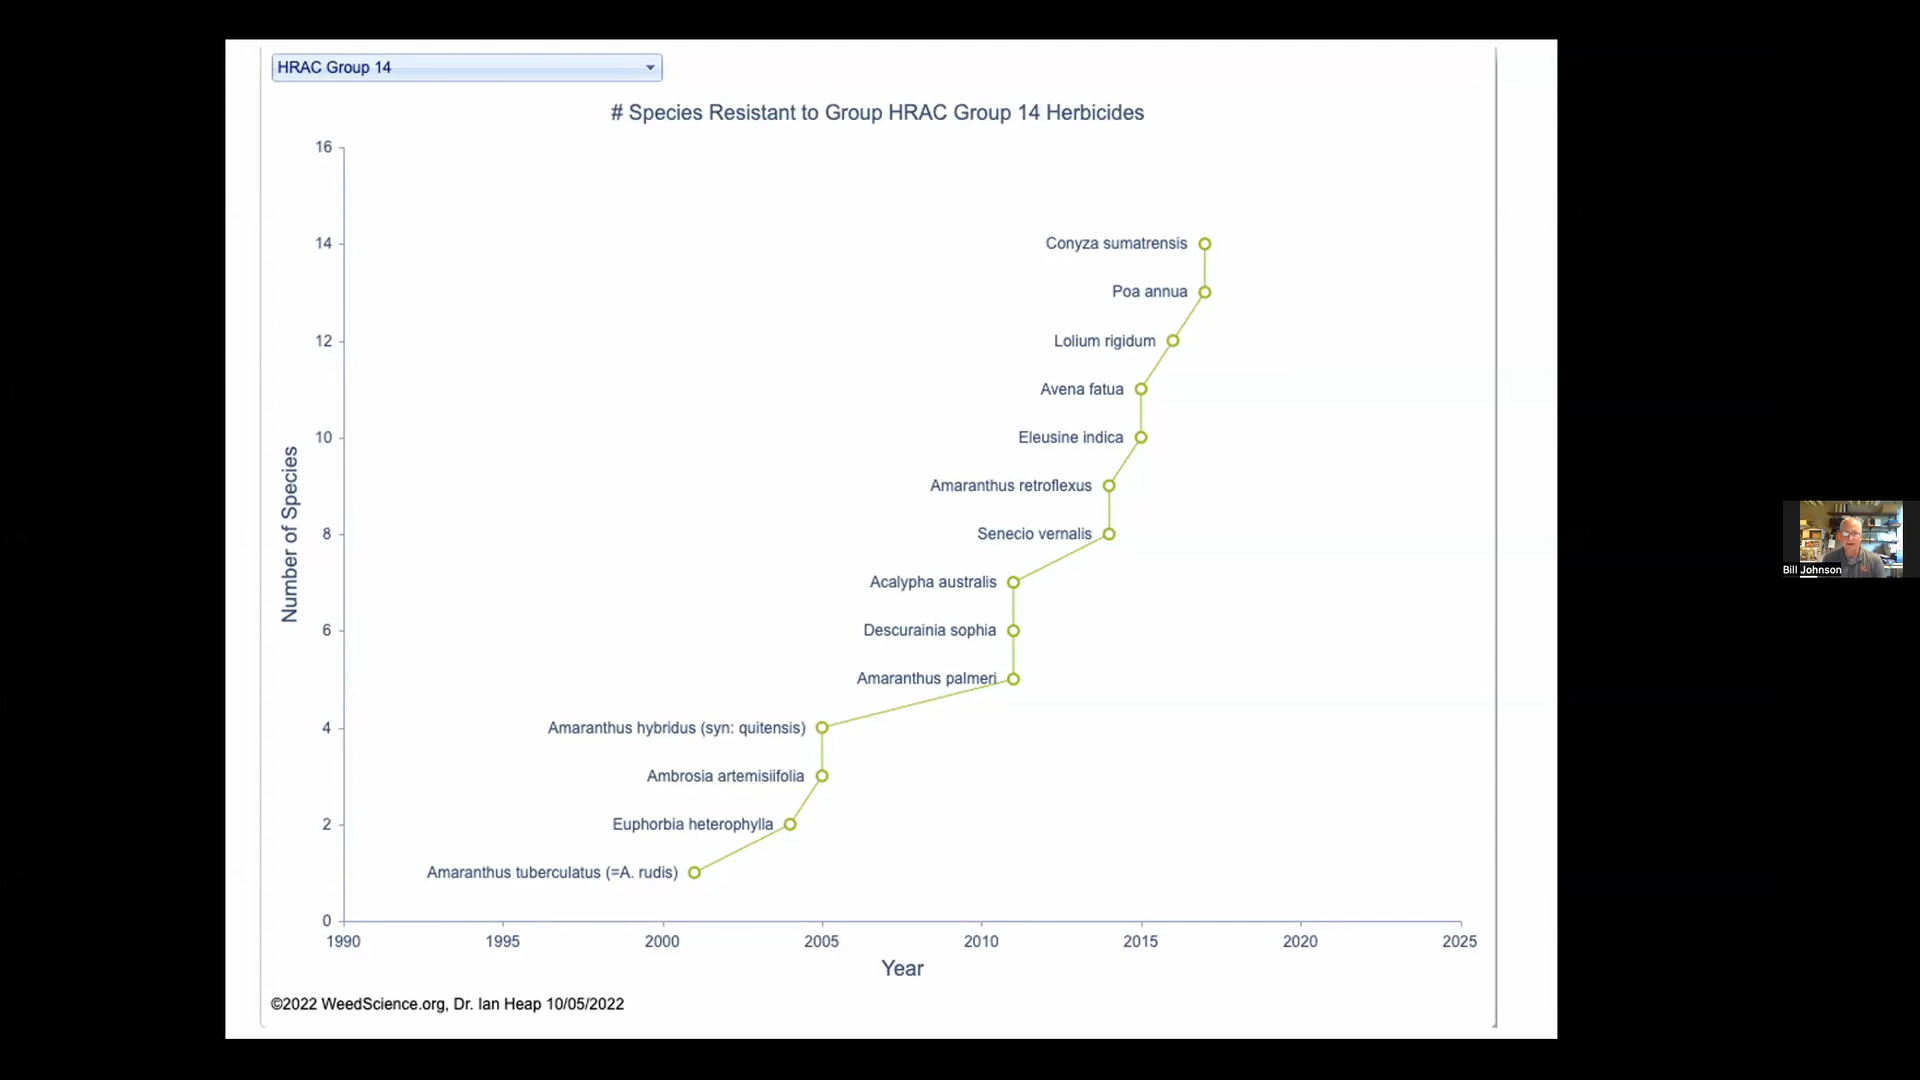 HRAC Group 14
# Species Resistant to Group HRAC Group 14 Herbicides
16
14
12
10
8
6
4
2
0
Number of Species
Conyza sumatrensis
Poa annua
Lolium rigidum
Avena fatua
Eleusine indica
Amaranthus retroflexus
Senecio vernalis
Acalypha australis
Descurainia sophia
Amaranthus palmeri
Amaranthus hybridus (syn: quitensis)
Ambrosia artemisiifolia
Euphorbia heterophylla
Amaranthus tuberculatus (=A. rudis)
1990 1995 2000 2005 2010 2015 2020 2025
Year
©2022 WeedScience.org, Dr. Ian Heap 10/05/2022
Bill Johnson